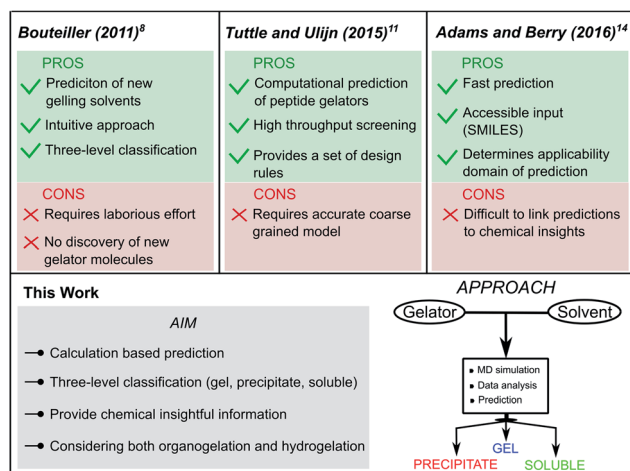 Bouteiller (2011)⁸
PROS
Prediciton of new
gelling solvents
Intuitive approach
Three-level classification
CONS
Requires laborious effort
No discovery of new
gelator molecules
Tuttle and Ulijn (2015)¹¹
PROS
Computational prediction
of peptide gelators
High throughput screening
Provides a set of design
rules
CONS
Requires accurate coarse
grained model
Adams and Berry (2016)¹⁴
PROS
Fast prediction
Accessible input
(SMILES)
Determines applicability
domain of prediction
CONS
Difficult to link predictions
to chemical insights
This Work
AIM
Calculation based prediction
Three-level classification (gel, precipitate, soluble)
Provide chemical insightful information
Considering both organogelation and hydrogelation
APPROACH
Gelator
Solvent
MD simulation
Data analysis
Prediction
GEL
PRECIPITATE
SOLUBLE